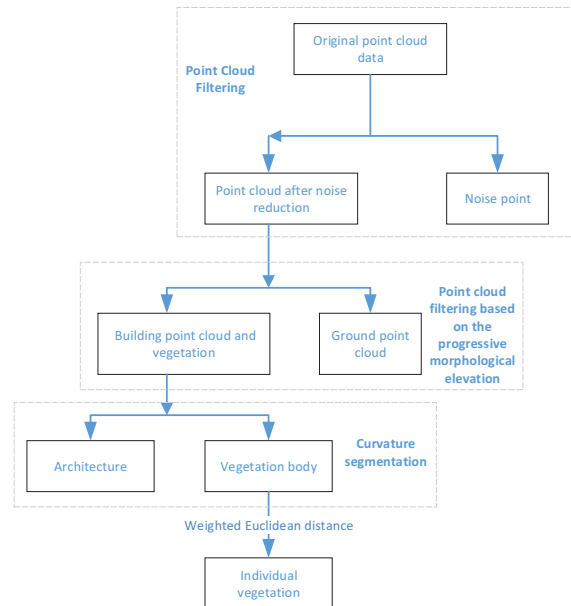 Original point cloud
data
Point Cloud
Filtering
Point cloud after noise
reduction
Noise point
Building point cloud and
vegetation
Ground point
cloud
Point cloud
filtering based
on the
progressive
morphological
elevation
Architecture
Vegetation body
Curvature
segmentation
Weighted Euclidean distance
Individual
vegetation